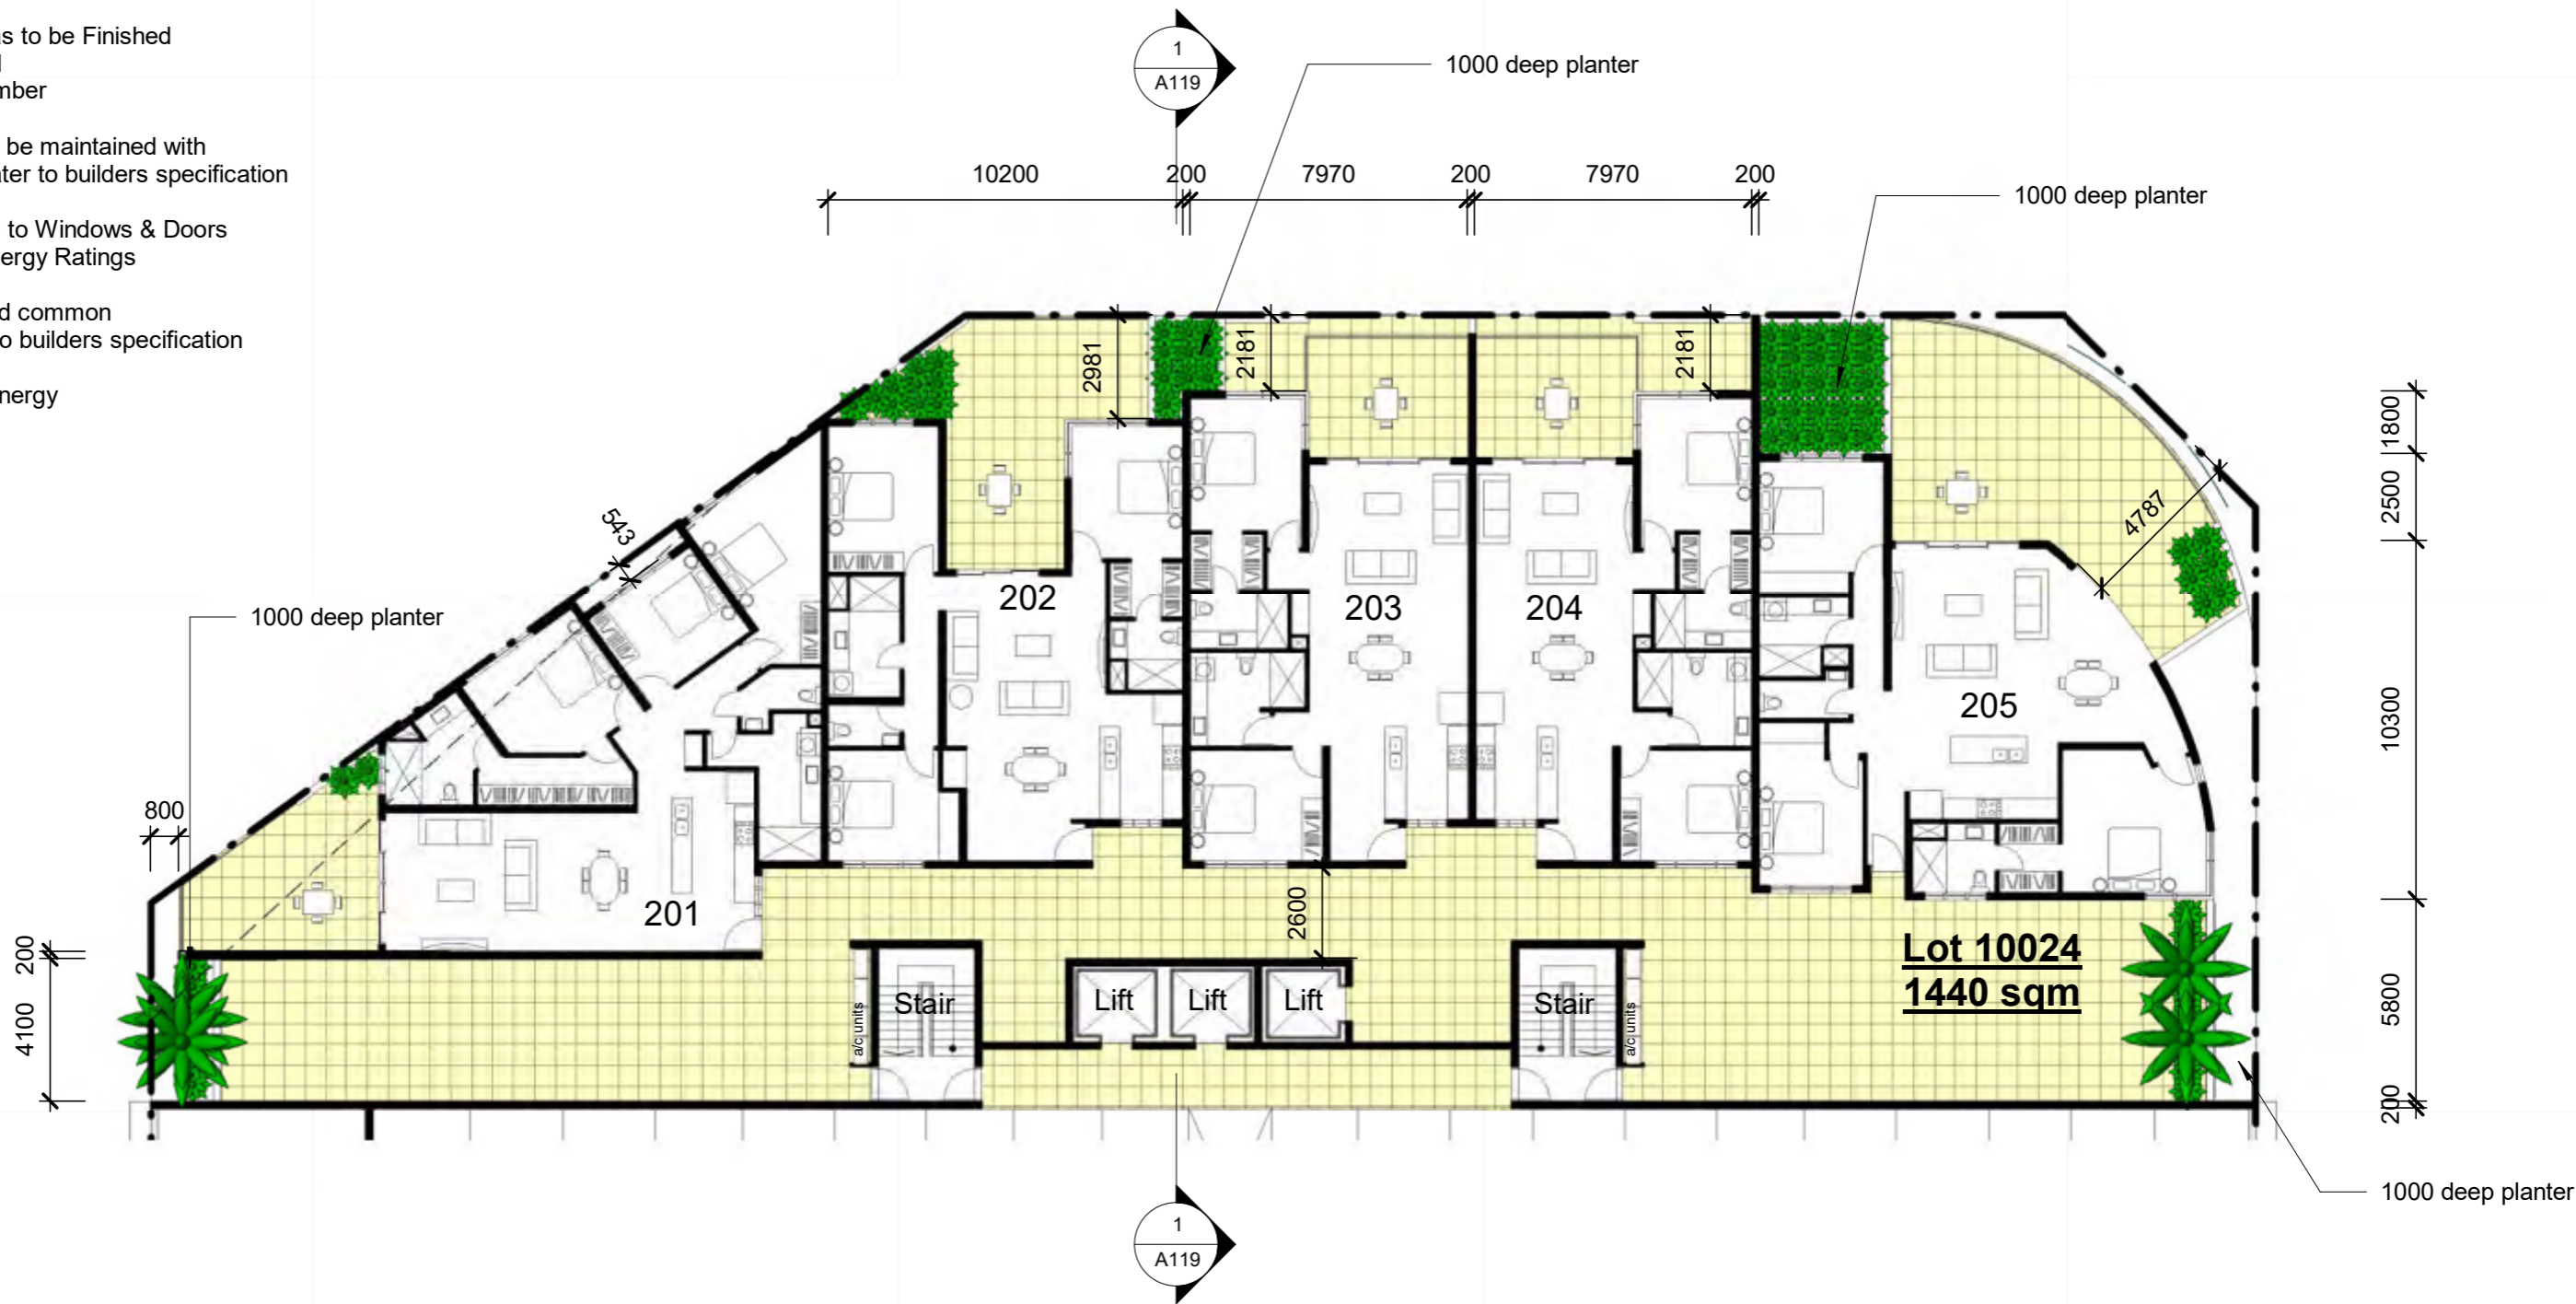 s to be Finished
mber
be maintained with
ter to builders specification
to Windows & Doors
ergy Ratings
d common
o builders specification
nergy
1
A119
1000 deep planter
10200
200
7970
200
7970
200
1000 deep planter
2981
2181
2181
1800
2500
4787
543
1000 deep planter
202
203
204
205
10300
800
201
2600
200
4100
Lot 10024
1440 sqm
5800
200
a/c units
Stair
Lift
Lift
Lift
Stair
a/c units
1000 deep planter
1
A119